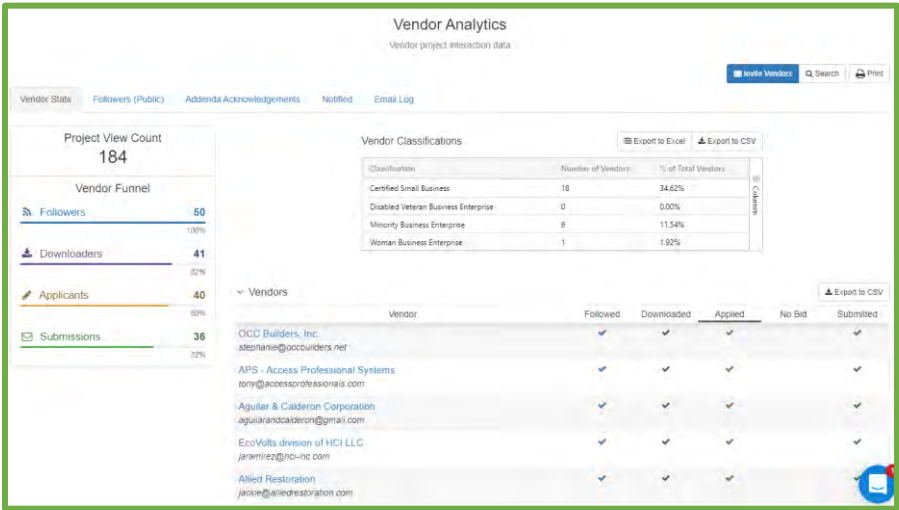 Vendor Analytics
Vendor project interaction data
Invite Vendors Search Print
Vendor Stats Followers (Public) Addenda Acknowledgements Notified Email Log
Project View Count
184
Vendor Funnel
Followers 50
100%
Downloaders 41
82%
Applicants 40
80%
Submissions 36
72%
Vendor Classifications Export to Excel Export to CSV
Classification Number of Vendors % of Total Vendors
Certified Small Business 18 34.62%
Disabled Veteran Business Enterprise 0 0.00%
Minority Business Enterprise 6 11.54%
Woman Business Enterprise 1 1.92%
Columns
Vendors Export to CSV
Vendor Followed Downloaded Applied No Bid Submitted
OCC Builders, Inc.
stephanie@occbuilders.net
APS - Access Professional Systems
tony@accessprofessionals.com
Aguilar & Calderon Corporation
aguilarandcalderon@gmail.com
EcoVolts division of HCI LLC
jaramirez@hci-inc.com
Allied Restoration
jackie@alliedrestoration.com